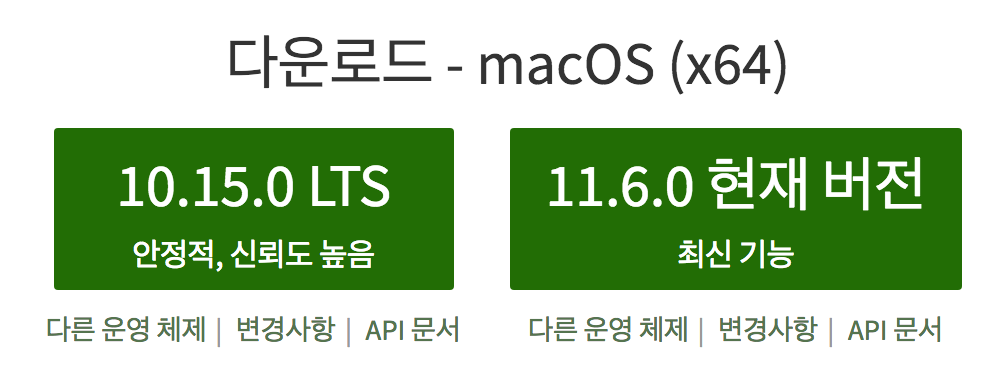 다운로드 - macOS (x64)
10.15.0 LTS
안정적, 신뢰도 높음
다른 운영 체제 | 변경사항 | API 문서
11.6.0 현재 버전
최신 기능
다른 운영 체제 | 변경사항 | API 문서